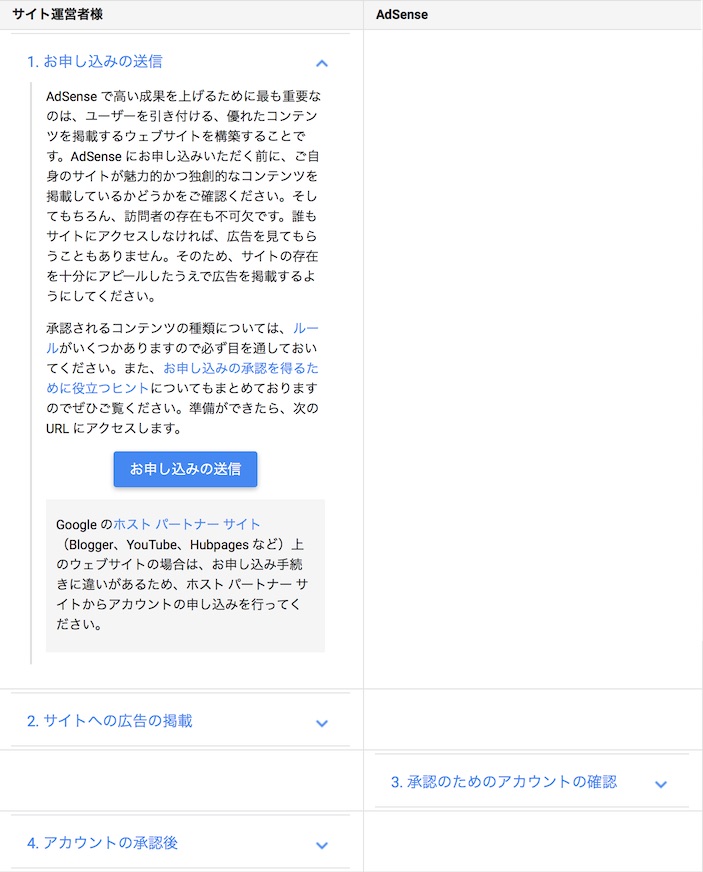 サイト運営者様
AdSense
1. お申し込みの送信
AdSense で高い成果を上げるために最も重要な
のは、ユーザーを引き付ける、優れたコンテン
ツを掲載するウェブサイトを構築することで
す。AdSense にお申し込みいただく前に、ご自
身のサイトが魅力的かつ独創的なコンテンツを
掲載しているかどうかをご確認ください。そし
てもちろん、訪問者の存在も不可欠です。誰も
サイトにアクセスしなければ、広告を見てもら
うこともありません。そのため、サイトの存在
を十分にアピールしたうえで広告を掲載するよ
うにしてください。
承認されるコンテンツの種類については、ルー
ルがいくつかありますので必ず目を通しておい
てください。また、お申し込みの承認を得るた
めに役立つヒントについてもまとめております
のでぜひご覧ください。準備ができたら、次の
URL にアクセスします。
お申し込みの送信
Google のホスト パートナー サイト
（Blogger、YouTube、Hubpages など）上
のウェブサイトの場合は、お申し込み手続
きに違いがあるため、ホスト パートナー サ
イトからアカウントの申し込みを行ってく
ださい。
2. サイトへの広告の掲載
3. 承認のためのアカウントの確認
4. アカウントの承認後